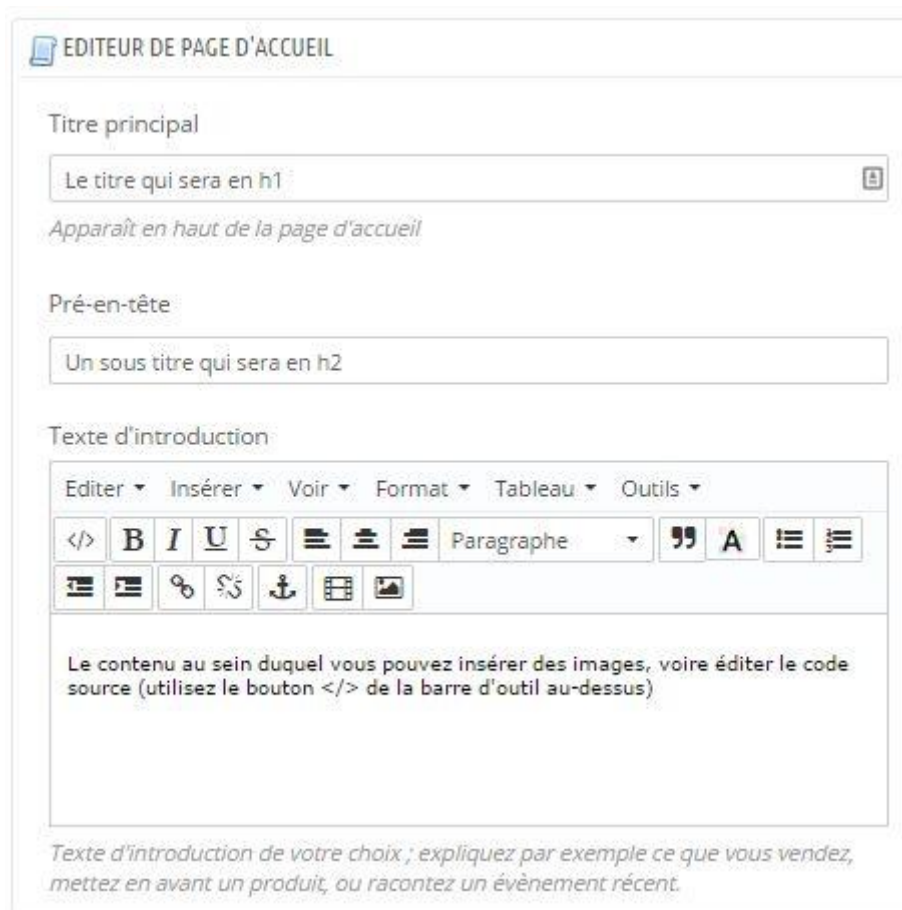 EDITEUR DE PAGE D'ACCUEIL
Titre principal
Le titre qui sera en h1
Apparaît en haut de la page d'accueil
Pré-en-tête
Un sous titre qui sera en h2
Texte d'introduction
Editer Insérer Voir Format Tableau Outils
</> B I U S Paragraphe ” A
Le contenu au sein duquel vous pouvez insérer des images, voire éditer le code
source (utilisez le bouton </> de la barre d'outil au-dessus)
Texte d'introduction de votre choix ; expliquez par exemple ce que vous vendez,
mettez en avant un produit, ou racontez un évènement récent.